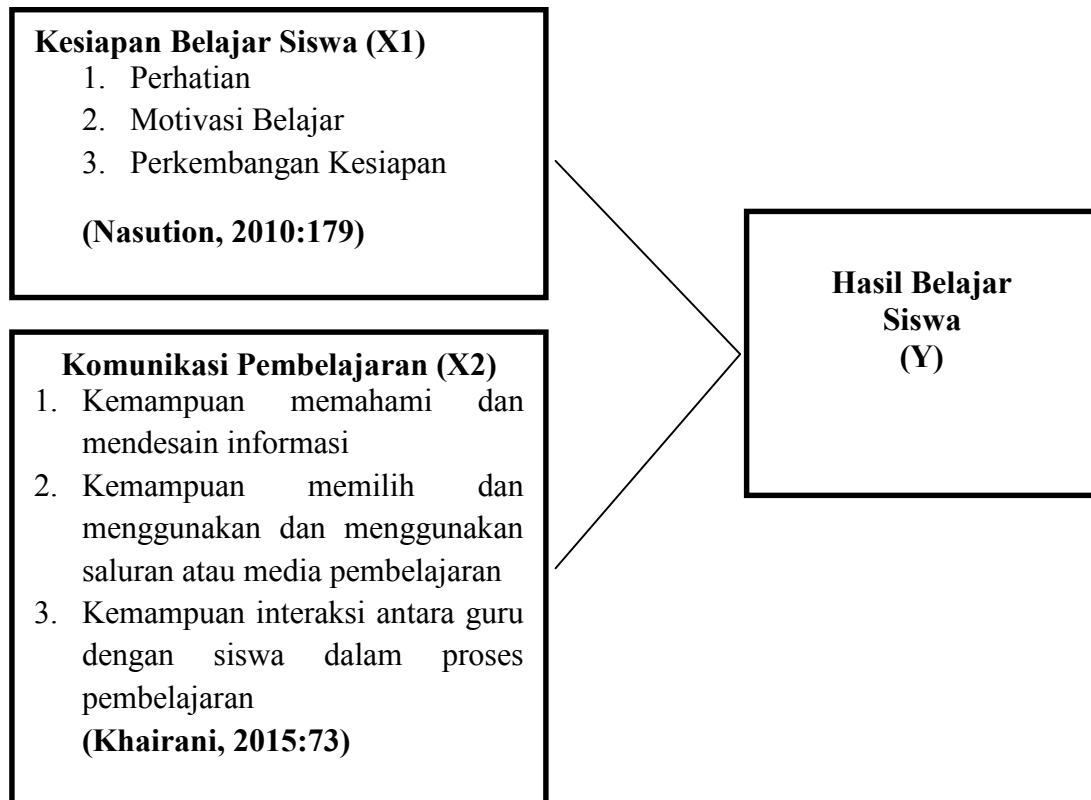 Kesiapan Belajar Siswa (X1)
1. Perhatian
2. Motivasi Belajar
3. Perkembangan Kesiapan
(Nasution, 2010:179)
Komunikasi Pembelajaran (X2)
1. Kemampuan memahami dan
mendesain informasi
2. Kemampuan memilih dan
menggunakan dan menggunakan
saluran atau media pembelajaran
3. Kemampuan interaksi antara guru
dengan siswa dalam proses
pembelajaran
(Khairani, 2015:73)
Hasil Belajar
Siswa
(Y)